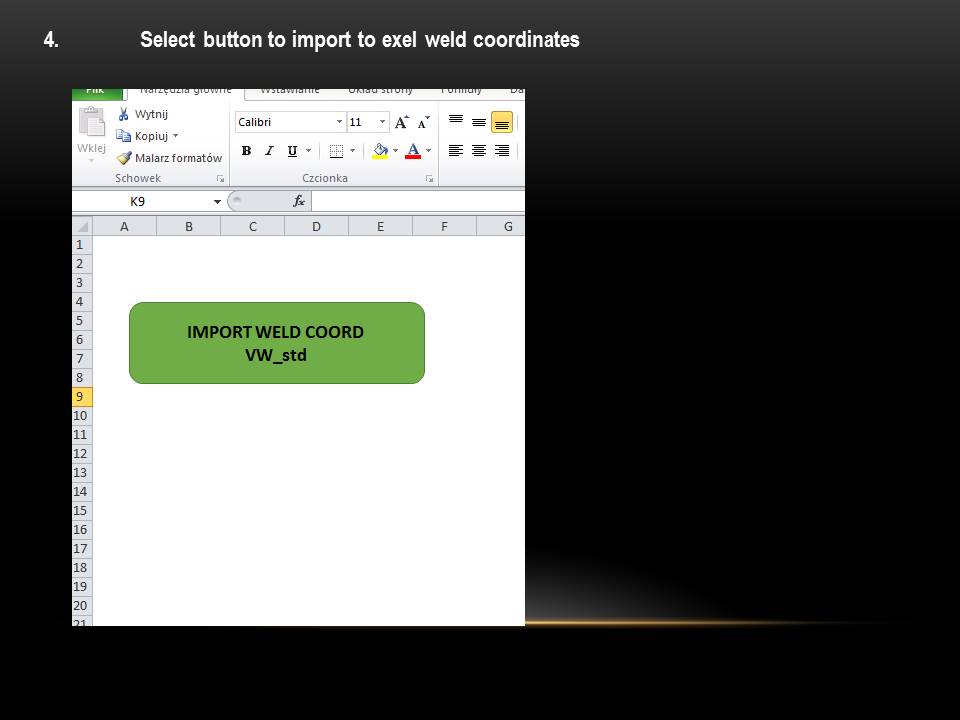 4. Select button to import to exel weld coordinates
Plik Narzędzia główne Wstawianie Układ strony Formuły Da
Wytnij
Kopiuj
Malarz formatów
Wklej
Schowek
Calibri 11 A A
B I U A
Czcionka
K9 fx
A B C D E F G
1
2
3
4
5
6
7
8
9
10
11
12
13
14
15
16
17
18
19
20
21
IMPORT WELD COORD
VW_std